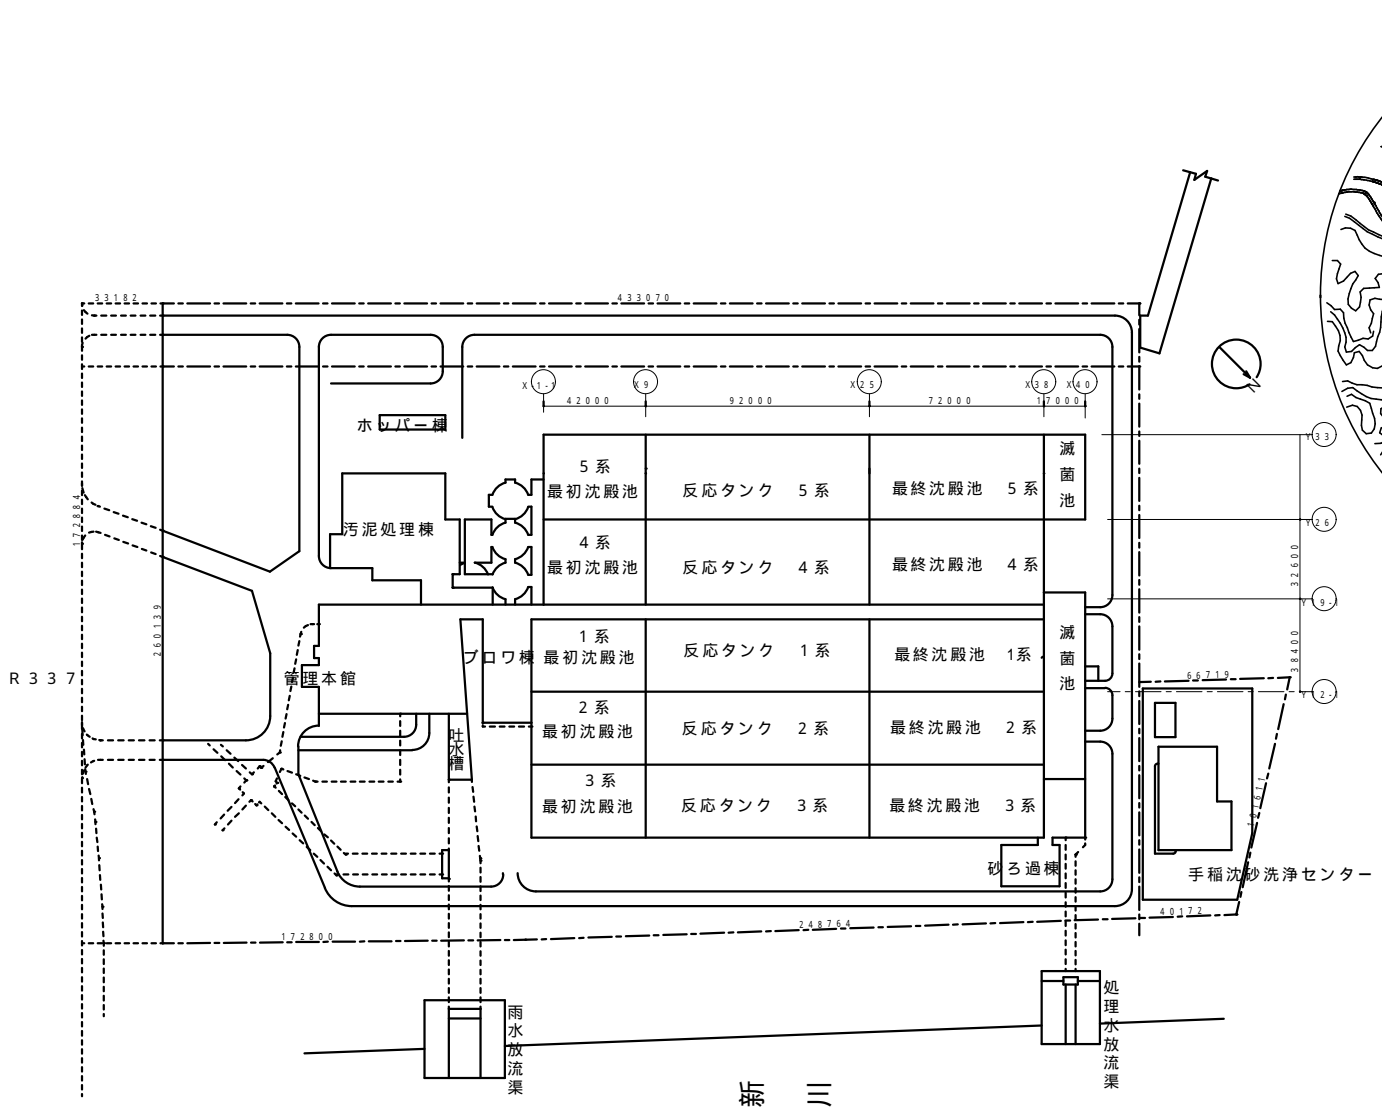 33182
433070
X1-1
X9
X25
X38
X40
42000
92000
72000
17000
N
Y33
ホッパー棟
5系
最初沈殿池
反応タンク 5系
最終沈殿池 5系
滅菌池
172884
汚泥処理棟
Y26
4系
最初沈殿池
反応タンク 4系
最終沈殿池 4系
32600
Y19-1
260139
1系
ブロワ棟
最初沈殿池
反応タンク 1系
最終沈殿池 1系
滅菌池
38400
R337
管理本館
66719
Y12-1
2系
最初沈殿池
反応タンク 2系
最終沈殿池 2系
吐水槽
3系
最初沈殿池
反応タンク 3系
最終沈殿池 3系
砂ろ過棟
手稲沈砂洗浄センター
40172
172800
248764
雨水放流渠
処理水放流渠
新川